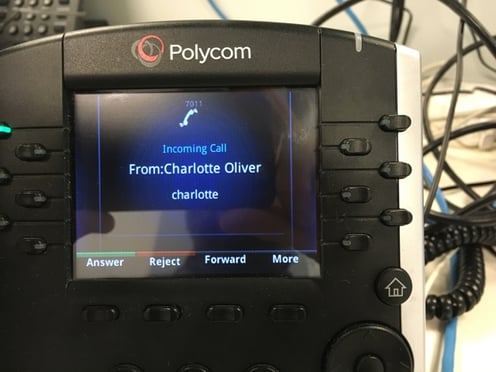 Polycom
7011
Incoming Call
From:Charlotte Oliver
charlotte
Answer Reject Forward More